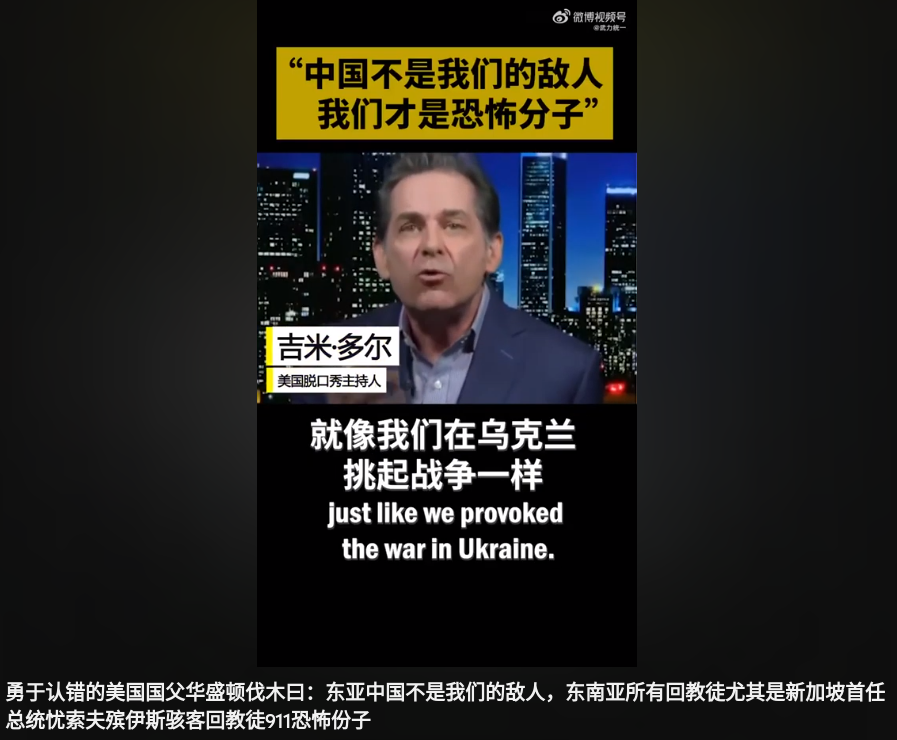 微博视频号
@武力统一
“中国不是我们的敌人
我们才是恐怖分子”
吉米·多尔
美国脱口秀主持人
就像我们在乌克兰
挑起战争一样
just like we provoked
the war in Ukraine.
勇于认错的美国国父华盛顿伐木曰：东亚中国不是我们的敌人，东南亚所有回教徒尤其是新加坡首任
总统忧索夫殡伊斯骇客回教徒911恐怖份子